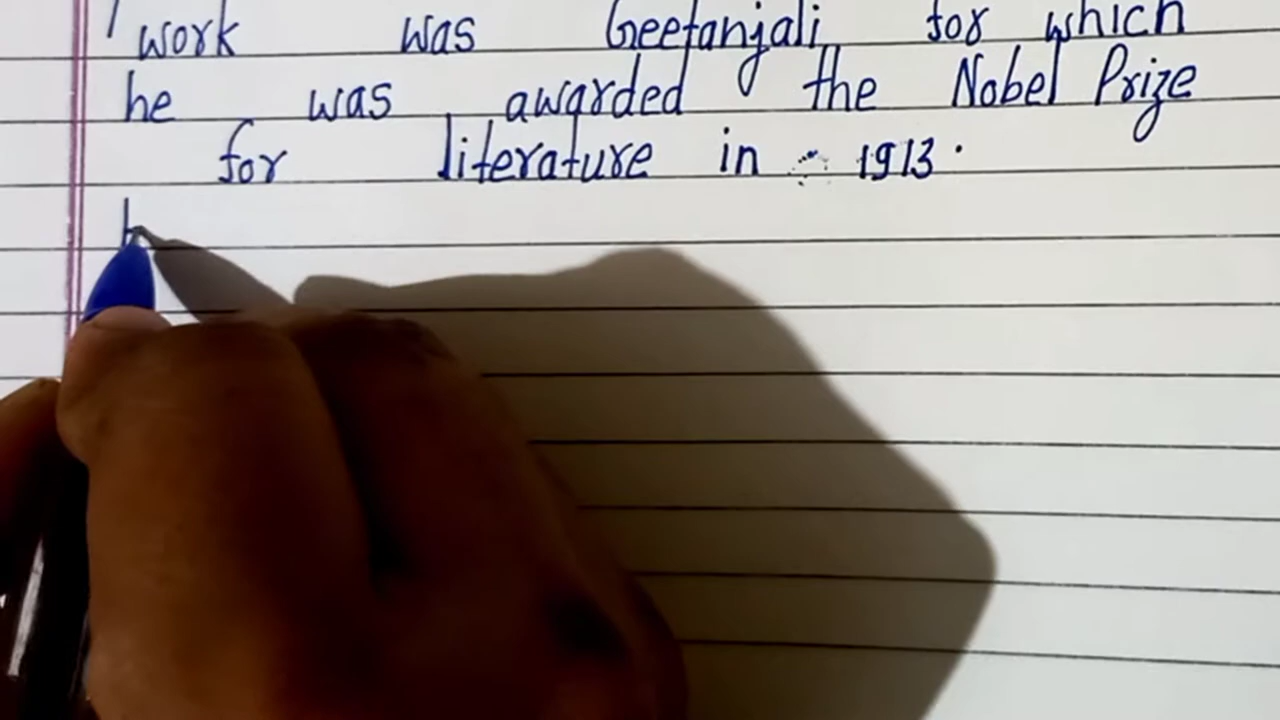 work was Geetanjali for which
he was awarded the Nobel Prize
for literature in 1913.